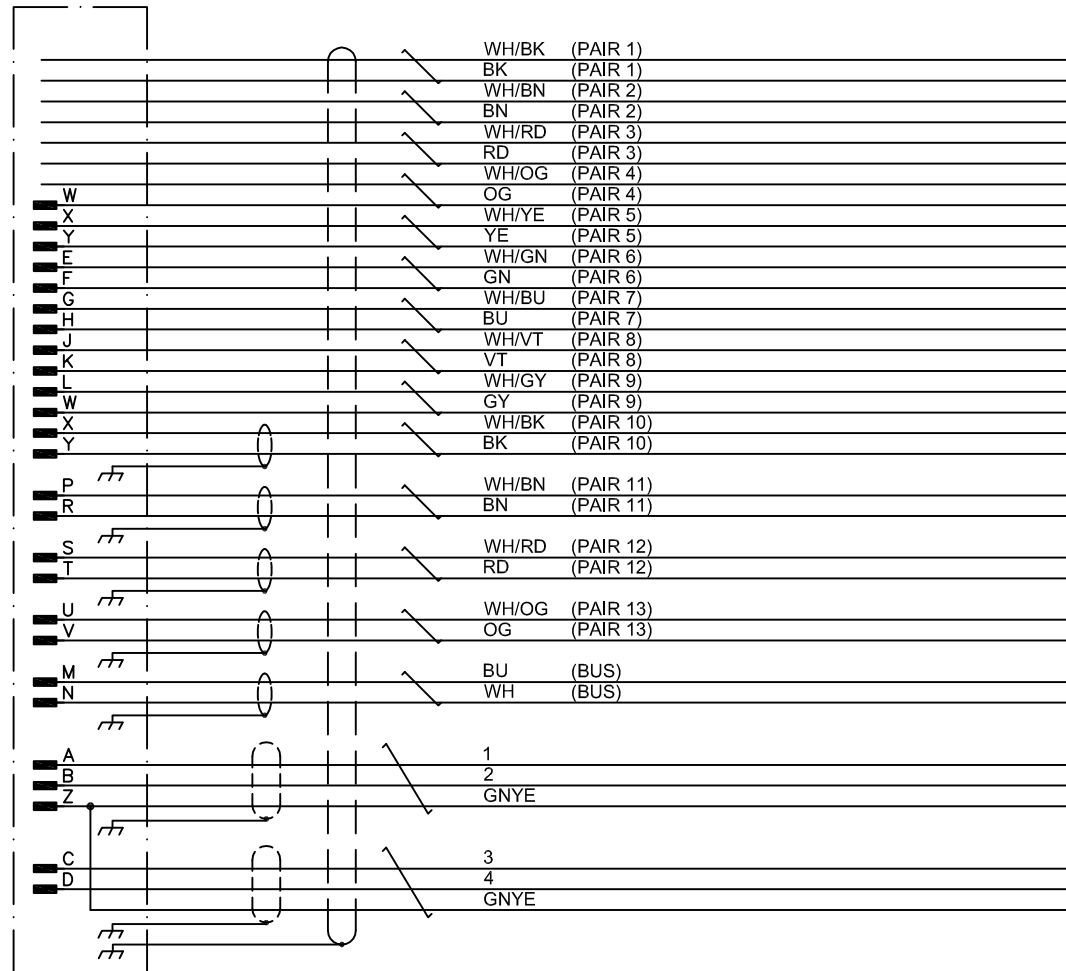 WH/BK (PAIR 1)
BK (PAIR 1)
WH/BN (PAIR 2)
BN (PAIR 2)
WH/RD (PAIR 3)
RD (PAIR 3)
WH/OG (PAIR 4)
W OG (PAIR 4)
X WH/YE (PAIR 5)
Y YE (PAIR 5)
E WH/GN (PAIR 6)
F GN (PAIR 6)
G WH/BU (PAIR 7)
H BU (PAIR 7)
J WH/VT (PAIR 8)
K VT (PAIR 8)
L WH/GY (PAIR 9)
W GY (PAIR 9)
X WH/BK (PAIR 10)
Y BK (PAIR 10)
P WH/BN (PAIR 11)
R BN (PAIR 11)
S WH/RD (PAIR 12)
T RD (PAIR 12)
U WH/OG (PAIR 13)
V OG (PAIR 13)
M BU (BUS)
N WH (BUS)
A 1
B 2
Z GNYE
C 3
D 4
GNYE